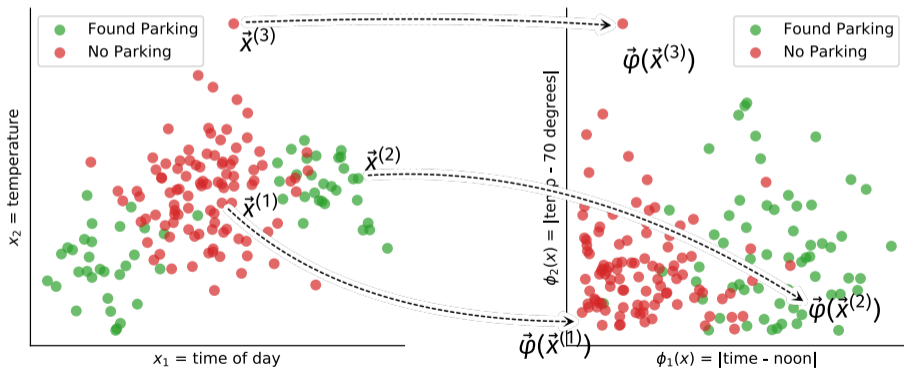 Found Parking
No Parking
x⃗⁽³⁾
x⃗⁽²⁾
x⃗⁽¹⁾
x₂ = temperature
x₁ = time of day
Found Parking
No Parking
φ⃗(x⃗⁽³⁾)
φ⃗(x⃗⁽²⁾)
φ⃗(x⃗⁽¹⁾)
ϕ₂(x) = |temp - 70 degrees|
ϕ₁(x) = |time - noon|